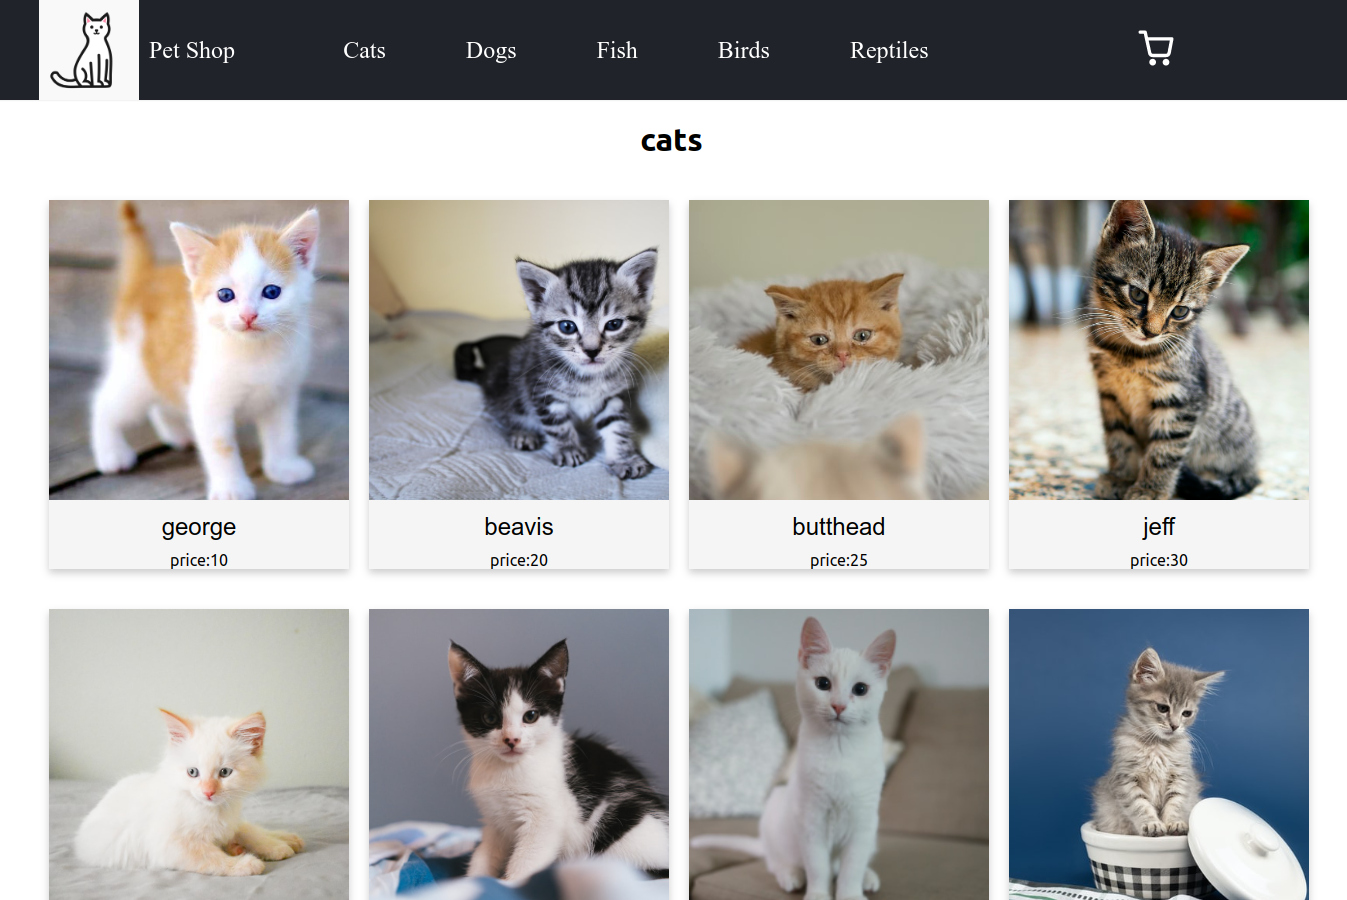 Pet Shop Cats Dogs Fish Birds Reptiles
cats
george beavis butthead jeff
price:10 price:20 price:25 price:30